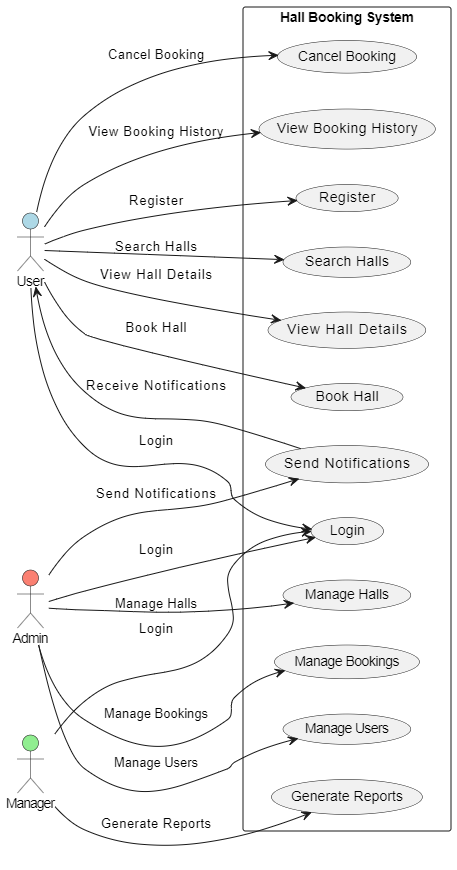 Hall Booking System
Cancel Booking
Cancel Booking
View Booking History
View Booking History
Register
Register
Search Halls
Search Halls
User
View Hall Details
View Hall Details
Book Hall
Book Hall
Receive Notifications
Login
Send Notifications
Send Notifications
Login
Login
Admin
Manage Halls
Manage Halls
Login
Manage Bookings
Manage Bookings
Manage Users
Manage Users
Manager
Generate Reports
Generate Reports